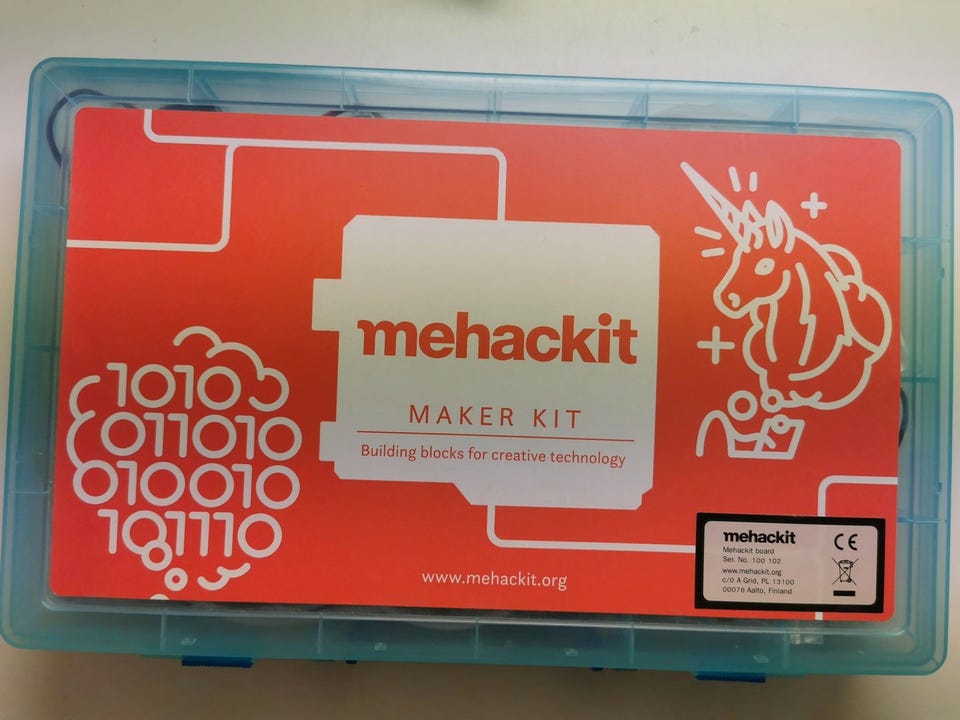 mehackit
MAKER KIT
Building blocks for creative technology
1010
011010
010010
101110
www.mehackit.org
mehackit
CE
Mehackit board
Ser. No. 100 102
www.mehackit.org
c/o A Grid, PL 13100
00076 Aalto, Finland